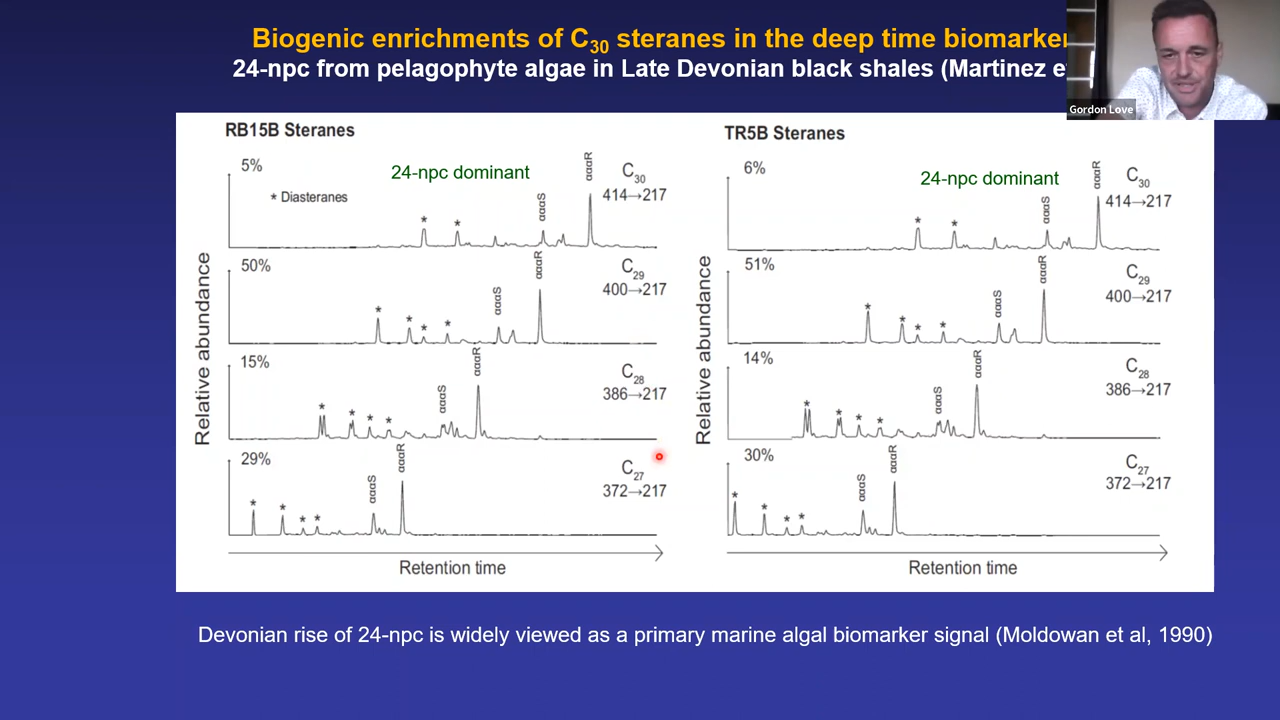 Biogenic enrichments of C30 steranes in the deep time biomarker
24-npc from pelagophyte algae in Late Devonian black shales (Martinez
Gordon Love
RB15B Steranes
5%
24-npc dominant
* Diasteranes
*
*
αααS
αααR
C30
414→217
50%
*
*
*
*
αααS
αααR
C29
400→217
15%
*
*
*
*
αααS
αααR
C28
386→217
29%
*
*
*
*
αααS
αααR
C27
372→217
Relative abundance
Retention time
TR5B Steranes
6%
24-npc dominant
*
*
αααS
αααR
C30
414→217
51%
*
*
*
*
αααS
αααR
C29
400→217
14%
*
*
*
*
αααS
αααR
C28
386→217
30%
*
*
*
*
αααS
αααR
C27
372→217
Relative abundance
Retention time
Devonian rise of 24-npc is widely viewed as a primary marine algal biomarker signal (Moldowan et al, 1990)